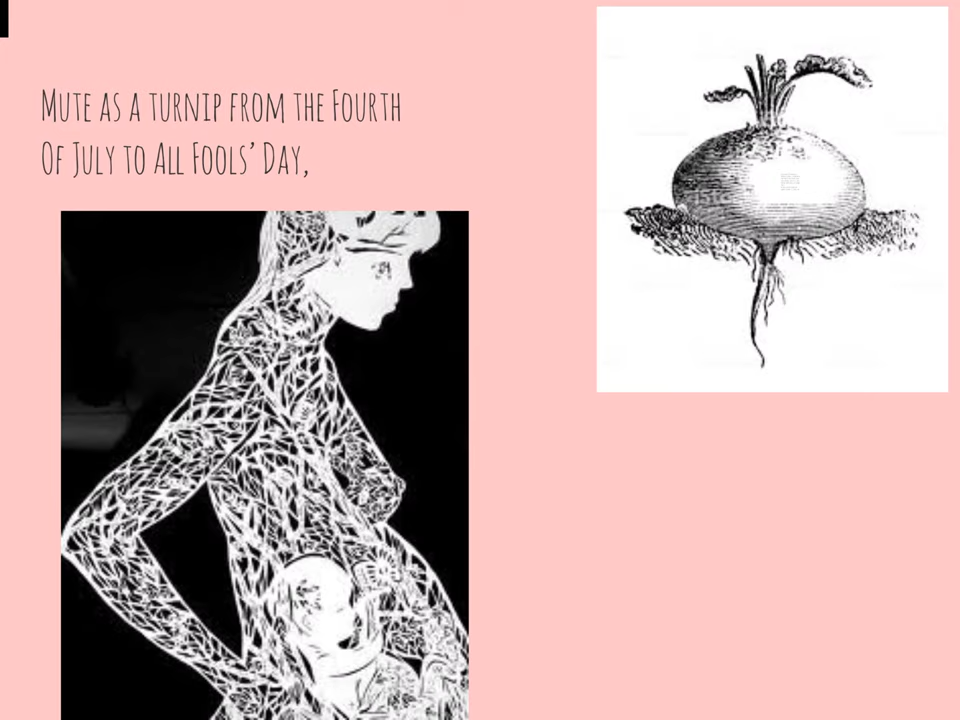 MUTE AS A TURNIP FROM THE FOURTH
OF JULY TO ALL FOOLS’ DAY,